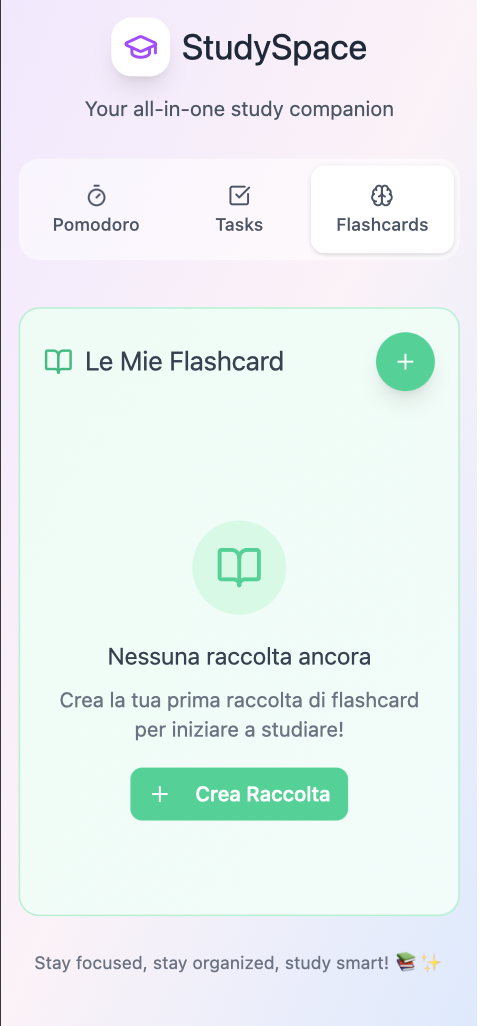 StudySpace
Your all-in-one study companion
Pomodoro
Tasks
Flashcards
Le Mie Flashcard
Nessuna raccolta ancora
Crea la tua prima raccolta di flashcard
per iniziare a studiare!
Crea Raccolta
Stay focused, stay organized, study smart! 📚✨